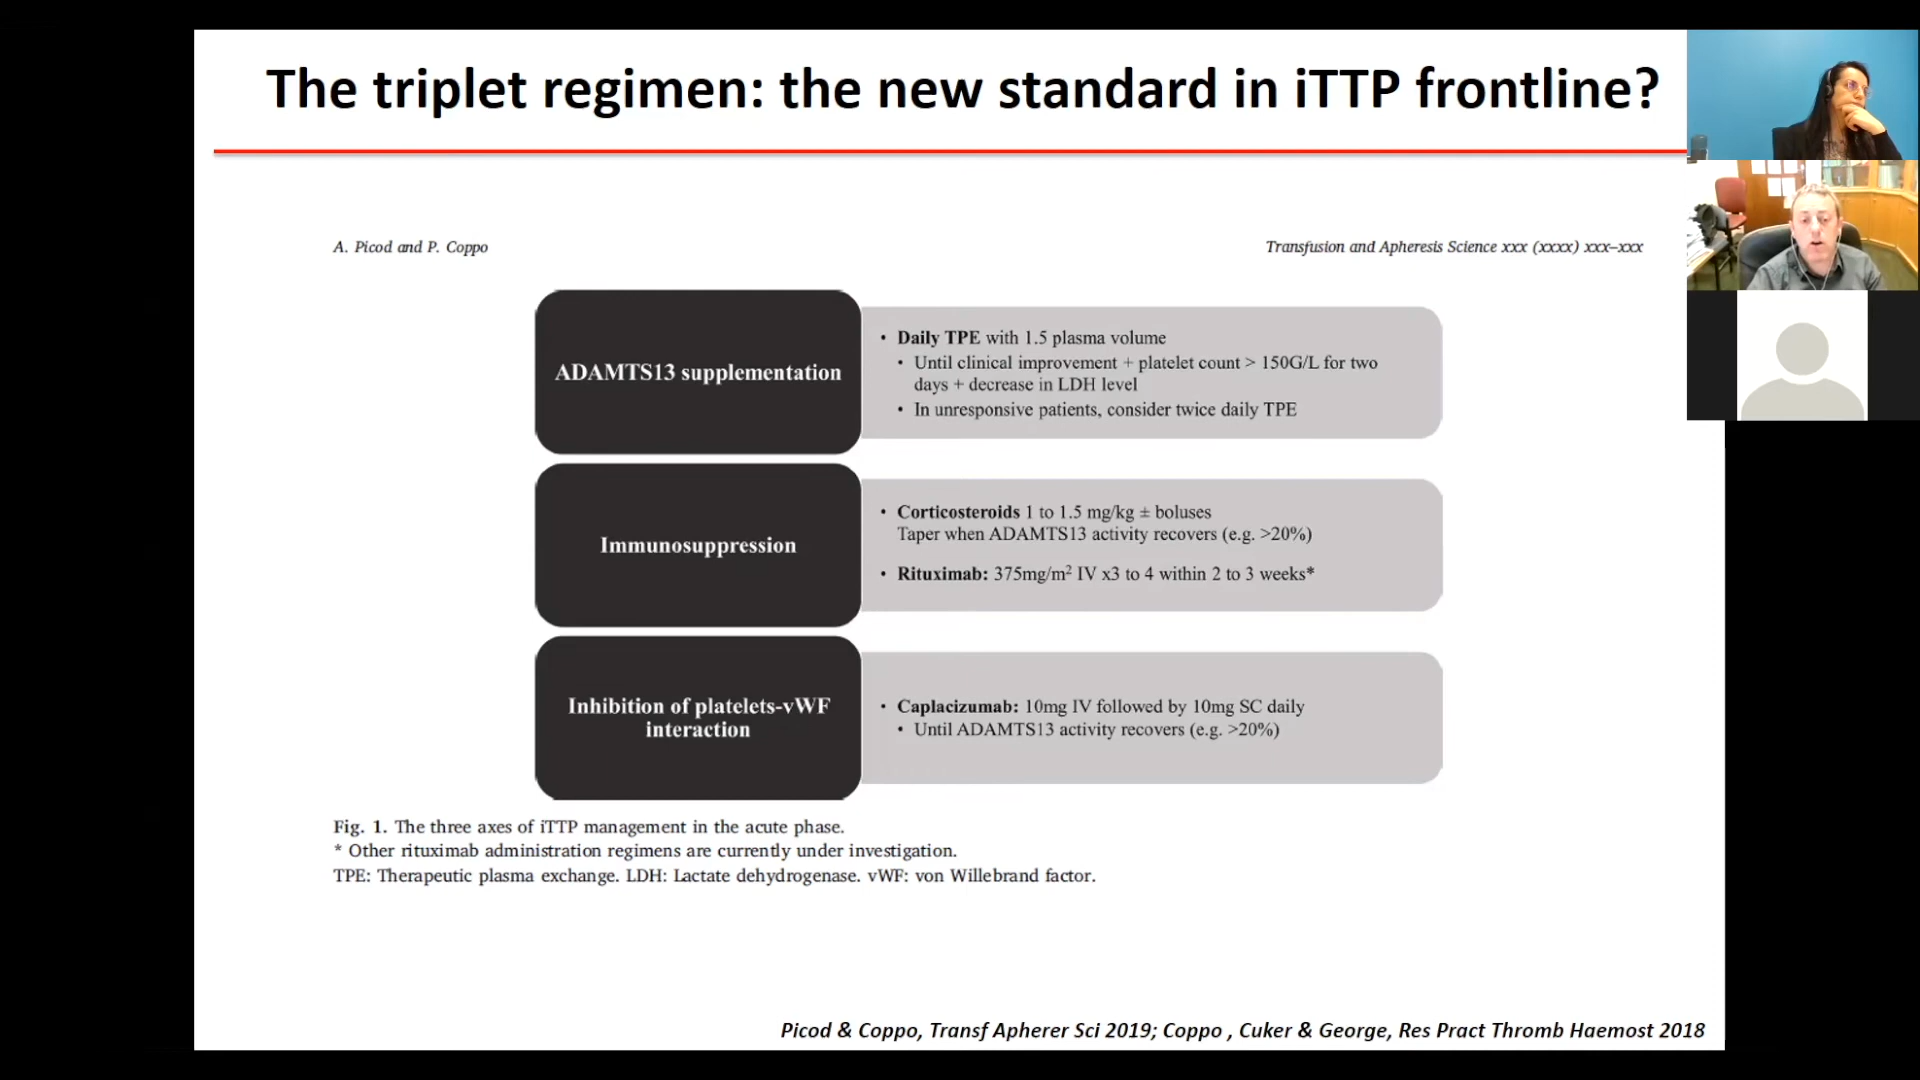 The triplet regimen: the new standard in iTTP frontline?
A. Picod and P. Coppo
Transfusion and Apheresis Science xxx (xxxx) xxx–xxx
ADAMTS13 supplementation
• Daily TPE with 1.5 plasma volume
• Until clinical improvement + platelet count > 150G/L for two
days + decrease in LDH level
• In unresponsive patients, consider twice daily TPE
Immunosuppression
• Corticosteroids 1 to 1.5 mg/kg ± boluses
Taper when ADAMTS13 activity recovers (e.g. >20%)
• Rituximab: 375mg/m² IV x3 to 4 within 2 to 3 weeks*
Inhibition of platelets-vWF
interaction
• Caplacizumab: 10mg IV followed by 10mg SC daily
• Until ADAMTS13 activity recovers (e.g. >20%)
Fig. 1. The three axes of iTTP management in the acute phase.
* Other rituximab administration regimens are currently under investigation.
TPE: Therapeutic plasma exchange. LDH: Lactate dehydrogenase. vWF: von Willebrand factor.
Picod & Coppo, Transf Apherer Sci 2019; Coppo , Cuker & George, Res Pract Thromb Haemost 2018